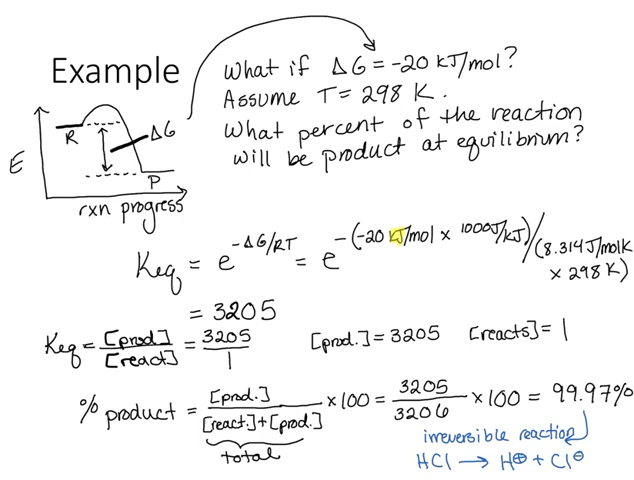 Example
What if ΔG = -20 kJ/mol?
Assume T = 298 K.
What percent of the reaction
will be product at equilibrium?
E
R
ΔG
P
rxn progress
Keq = e^(-ΔG/RT) = e^(-(-20 kJ/mol × 1000J/kJ)/(8.314 J/molK × 298 K))
= 3205
Keq = [prod]/[react] = 3205/1 [prod.] = 3205 [reacts] = 1
% product = [prod.]/([react.]+[prod.]) × 100 = 3205/3206 × 100 = 99.97%
total
irreversible reaction
HCl → H⊕ + Cl⊖